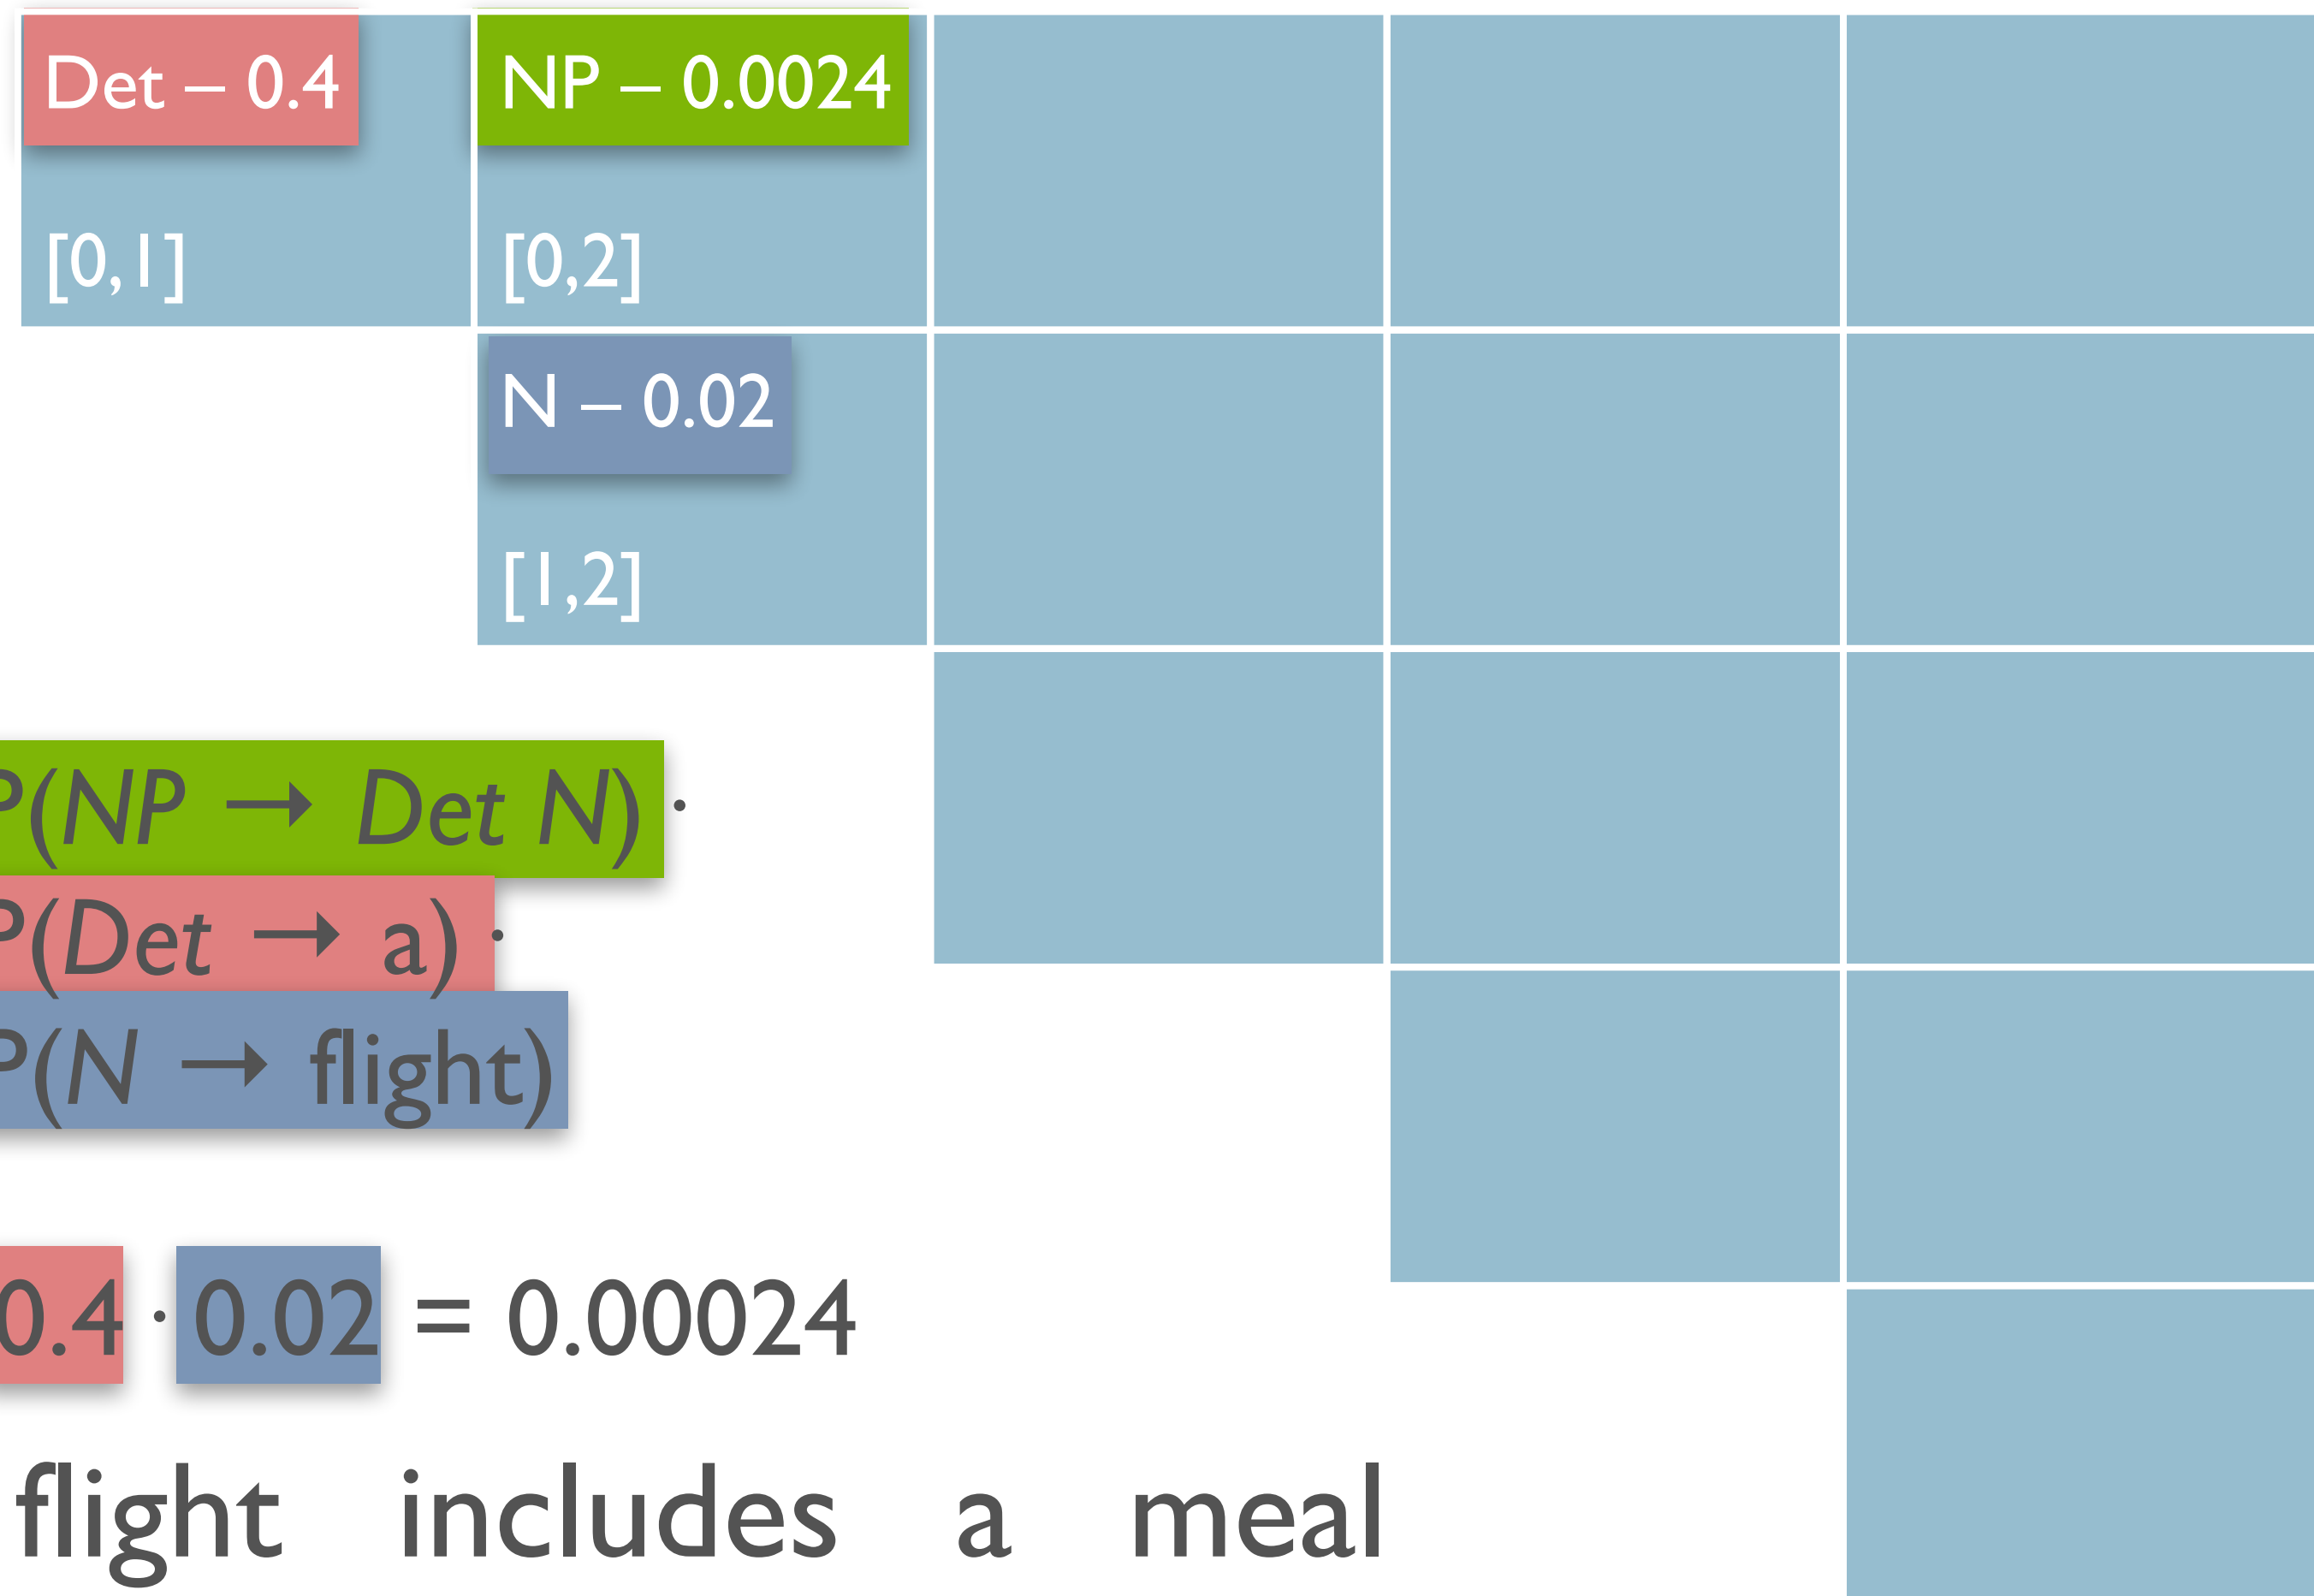 Det – 0.4
NP – 0.0024
[0,1]
[0,2]
N – 0.02
[1,2]
P(NP → Det N) ·
P(Det → a) ·
P(N → flight)
0.4 · 0.02 = 0.00024
flight includes a meal